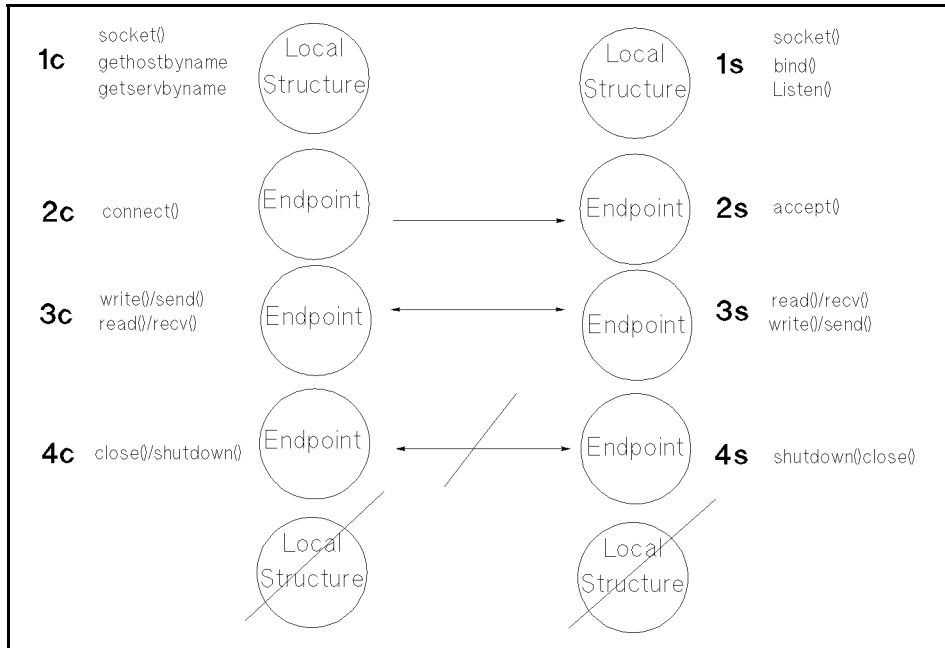 1c
socket()
gethostbyname
getservbyname
Local
Structure
Local
Structure
1s
socket()
bind()
Listen()
2c
connect()
Endpoint
Endpoint
2s
accept()
3c
write()/send()
read()/recv()
Endpoint
Endpoint
3s
read()/recv()
write()/send()
4c
close()/shutdown()
Endpoint
Endpoint
4s
shutdown()close()
Local
Structure
Local
Structure